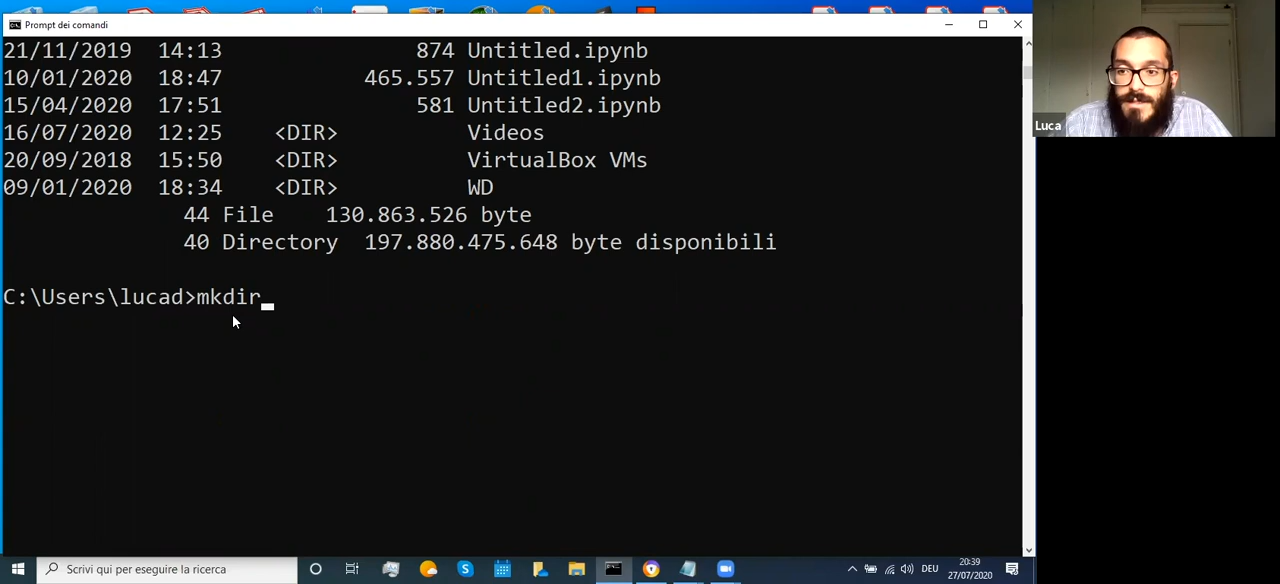 Prompt dei comandi
21/11/2019 14:13 874 Untitled.ipynb
10/01/2020 18:47 465.557 Untitled1.ipynb
15/04/2020 17:51 581 Untitled2.ipynb
16/07/2020 12:25 <DIR> Videos
20/09/2018 15:50 <DIR> VirtualBox VMs
09/01/2020 18:34 <DIR> WD
44 File 130.863.526 byte
40 Directory 197.880.475.648 byte disponibili
C:\Users\lucad>mkdir_
Luca
Scrivi qui per eseguire la ricerca
DEU
20:39
27/07/2020